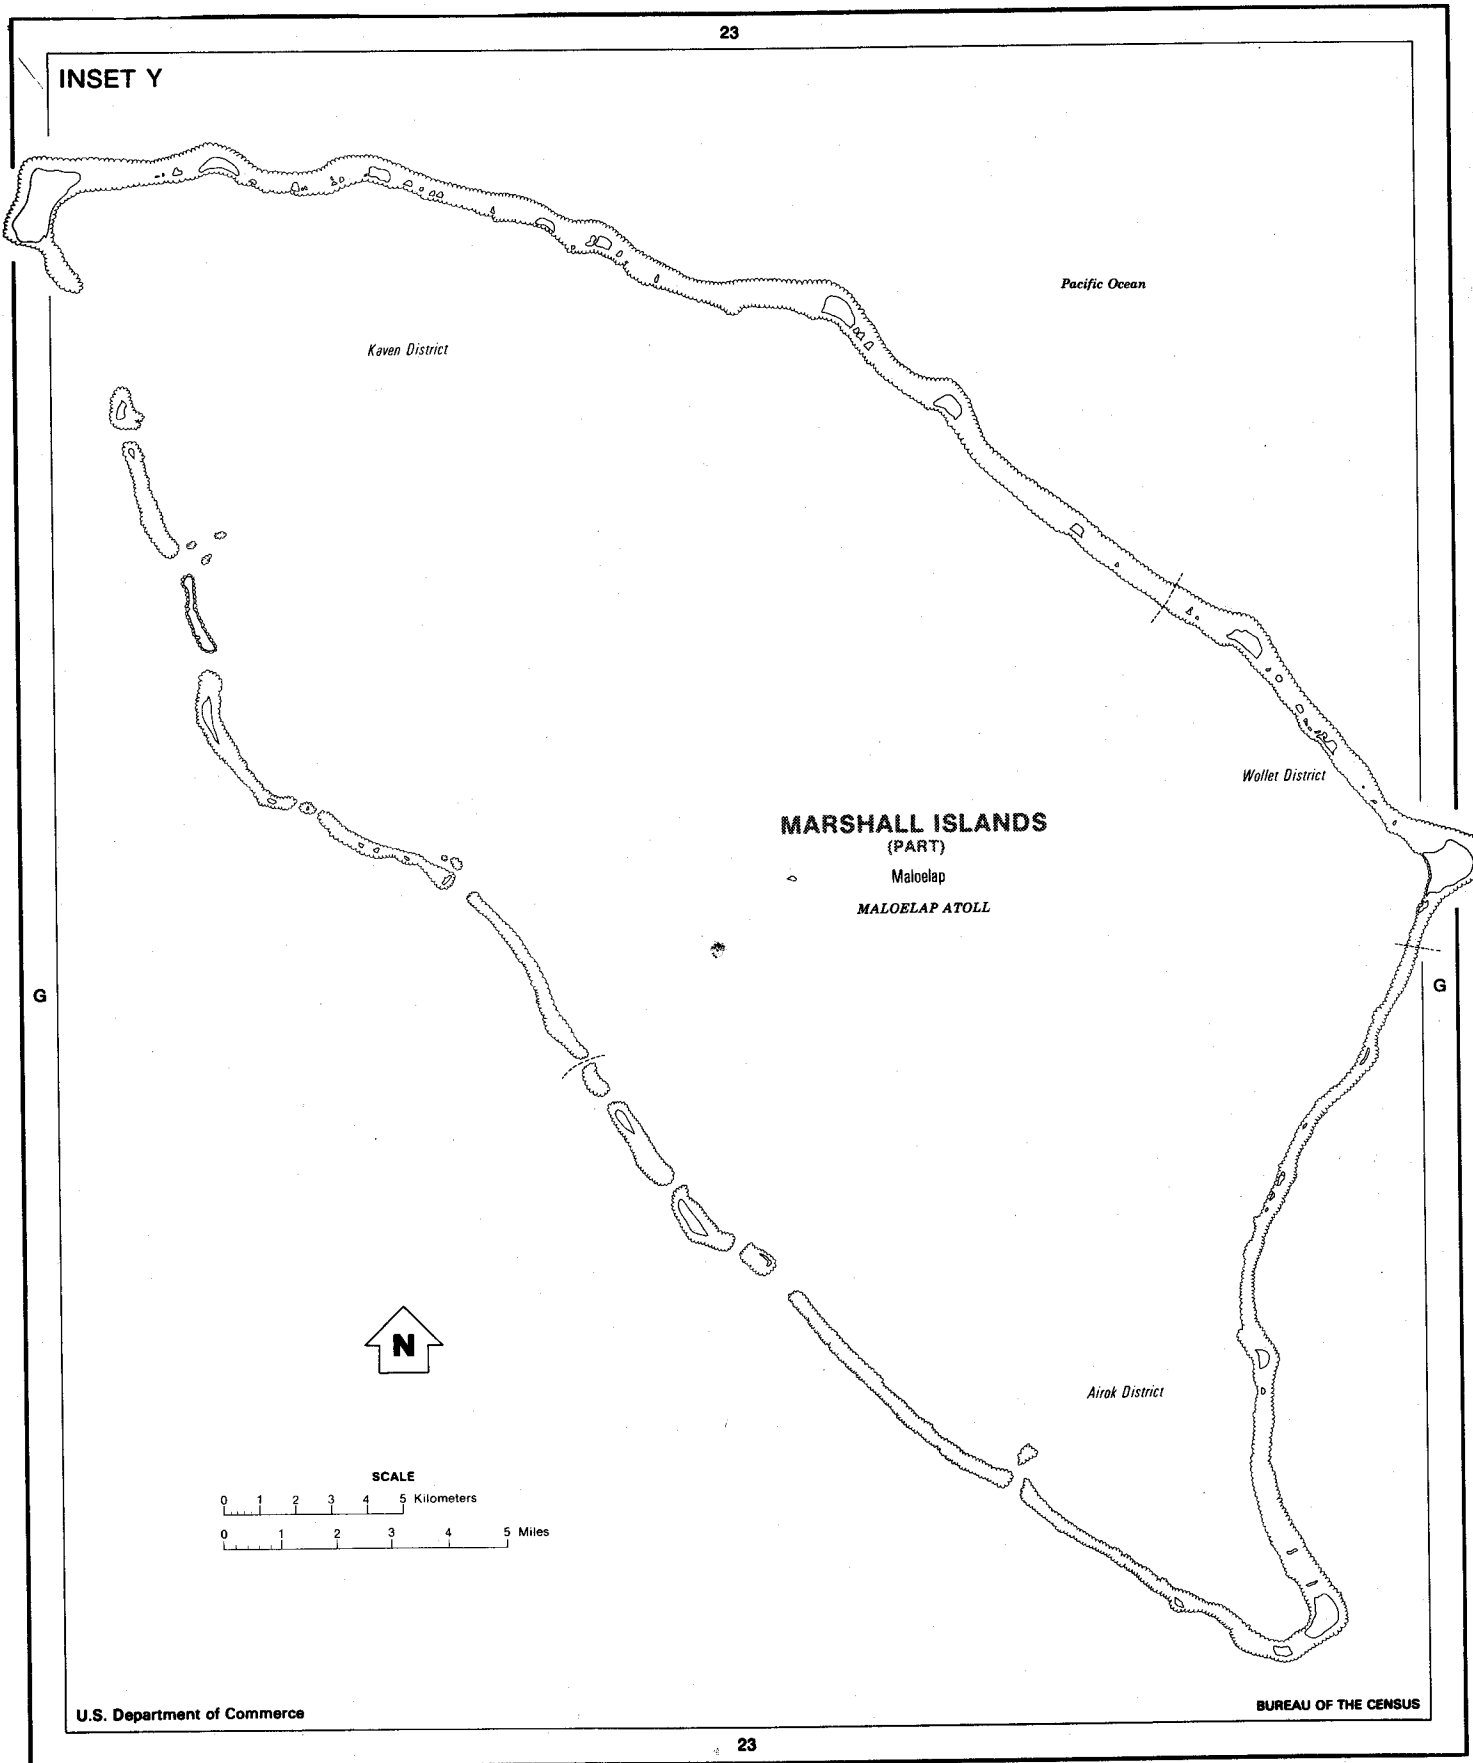 23
INSET Y
Pacific Ocean
Kaven District
Wollet District
MARSHALL ISLANDS
(PART)
Maloelap
MALOELAP ATOLL
G
G
N
Airok District
SCALE
0 1 2 3 4 5 Kilometers
0 1 2 3 4 5 Miles
U.S. Department of Commerce
BUREAU OF THE CENSUS
23